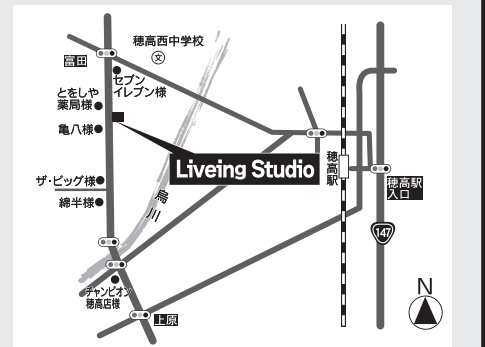 穂高西中学校
文
富田
セブン
イレブン様
とをしや
薬局様
亀八様
Liveing Studio
穂高駅
穂高駅
入口
ザ・ビッグ様
綿半様
烏川
147
チャンピオン
穂高店様
上原
N